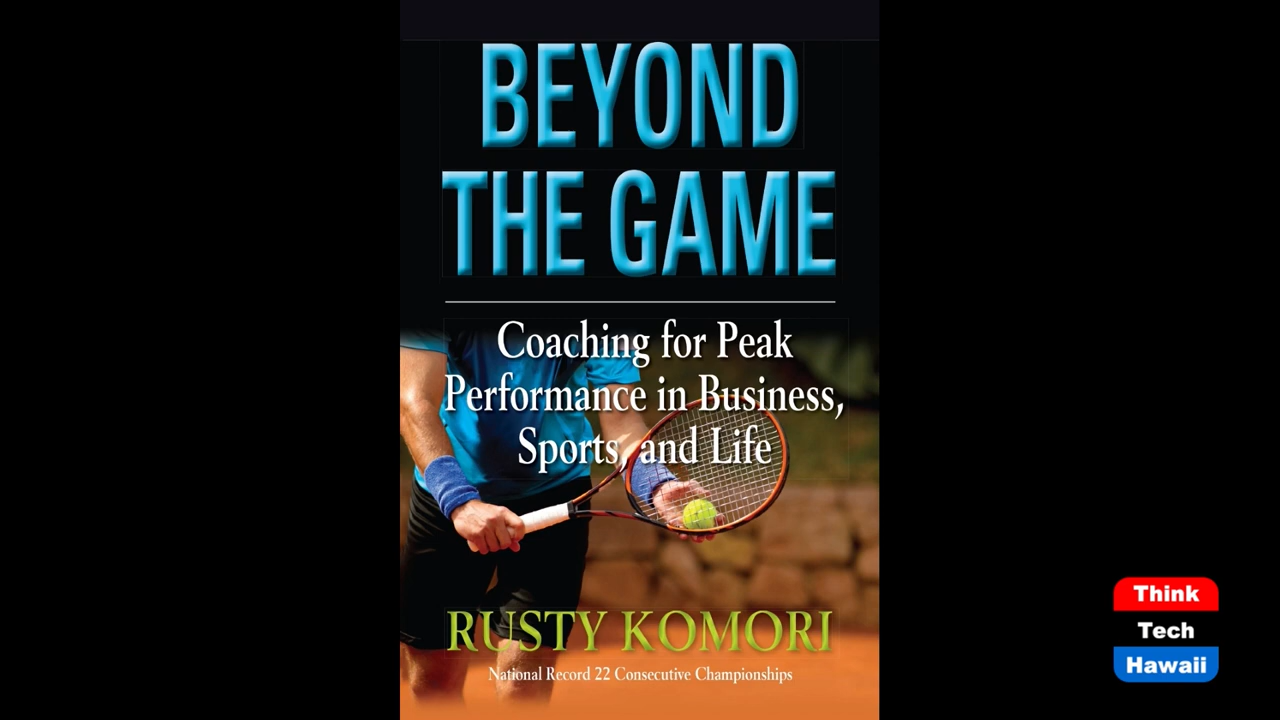 BEYOND
THE GAME
Coaching for Peak
Performance in Business,
Sports, and Life
RUSTY KOMORI
National Record 22 Consecutive Championships
Think
Tech
Hawaii